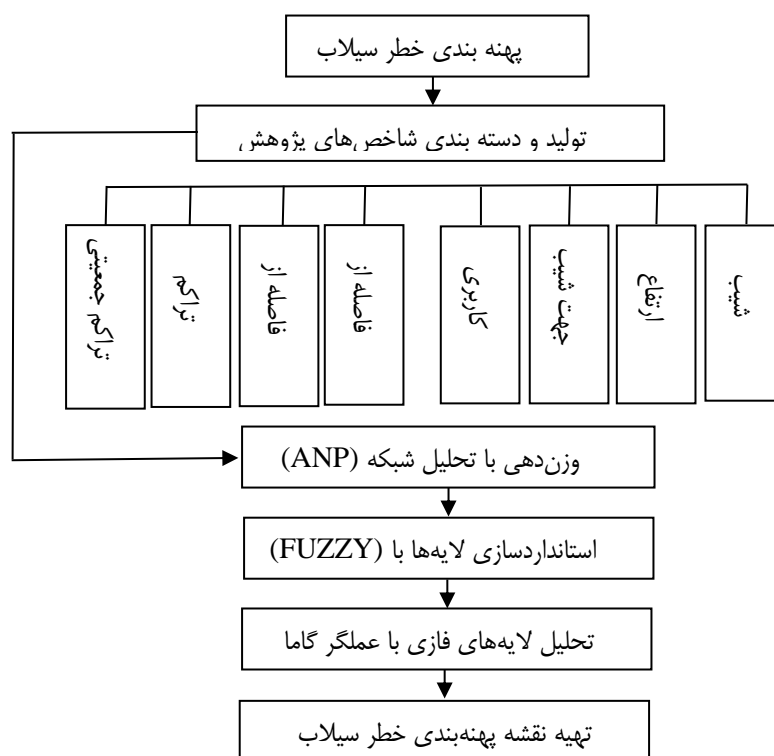 پهنه بندی خطر سیلاب
تولید و دسته بندی شاخص‌های پژوهش
شیب
ارتفاع
جهت شیب
کاربری
فاصله از
فاصله از
تراکم
تراکم جمعیتی
وزن‌دهی با تحلیل شبکه (ANP)
استانداردسازی لایه‌ها با (FUZZY)
تحلیل لایه‌های فازی با عملگر گاما
تهیه نقشه پهنه‌بندی خطر سیلاب